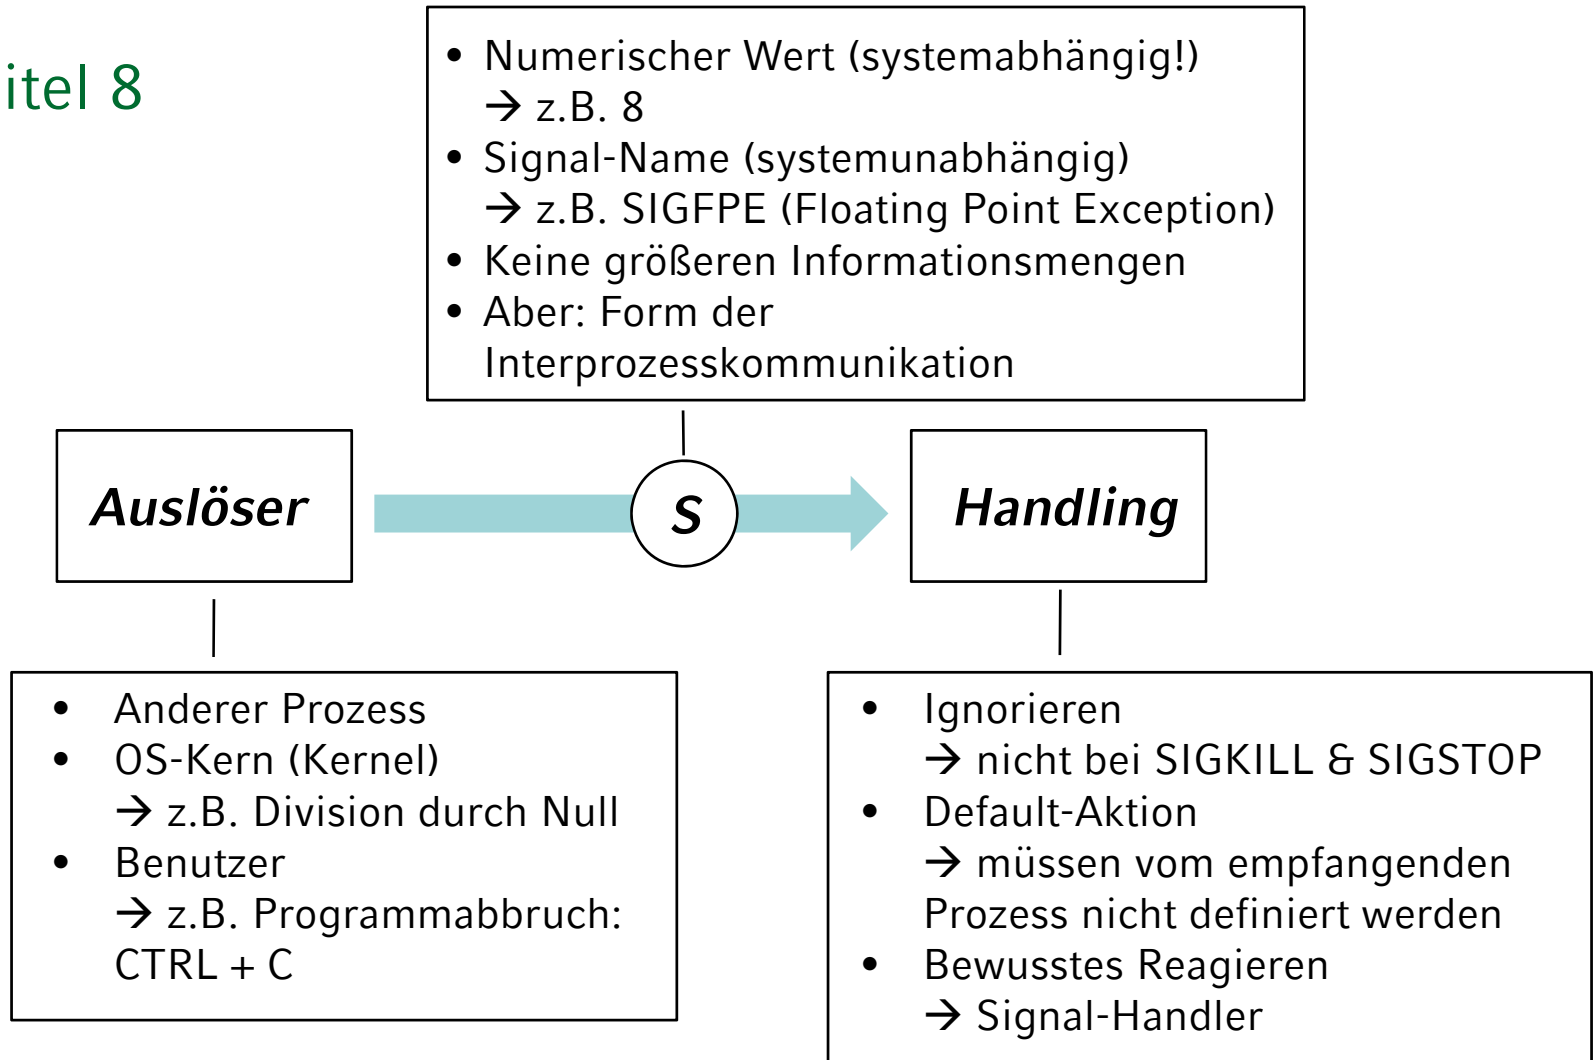 itel 8
• Numerischer Wert (systemabhängig!)
→ z.B. 8
• Signal-Name (systemunabhängig)
→ z.B. SIGFPE (Floating Point Exception)
• Keine größeren Informationsmengen
• Aber: Form der
Interprozesskommunikation
Auslöser
S
Handling
• Anderer Prozess
• OS-Kern (Kernel)
→ z.B. Division durch Null
• Benutzer
→ z.B. Programmabbruch:
CTRL + C
• Ignorieren
→ nicht bei SIGKILL & SIGSTOP
• Default-Aktion
→ müssen vom empfangenden
Prozess nicht definiert werden
• Bewusstes Reagieren
→ Signal-Handler